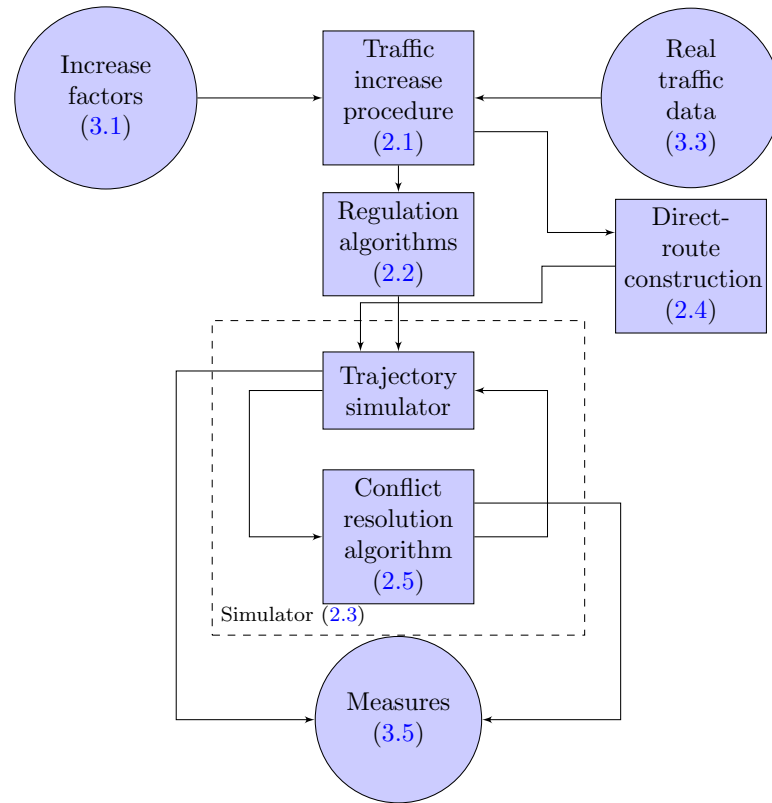 Increase
factors
(3.1)
Traffic
increase
procedure
(2.1)
Real
traffic
data
(3.3)
Regulation
algorithms
(2.2)
Direct-
route
construction
(2.4)
Trajectory
simulator
Conflict
resolution
algorithm
(2.5)
Simulator (2.3)
Measures
(3.5)